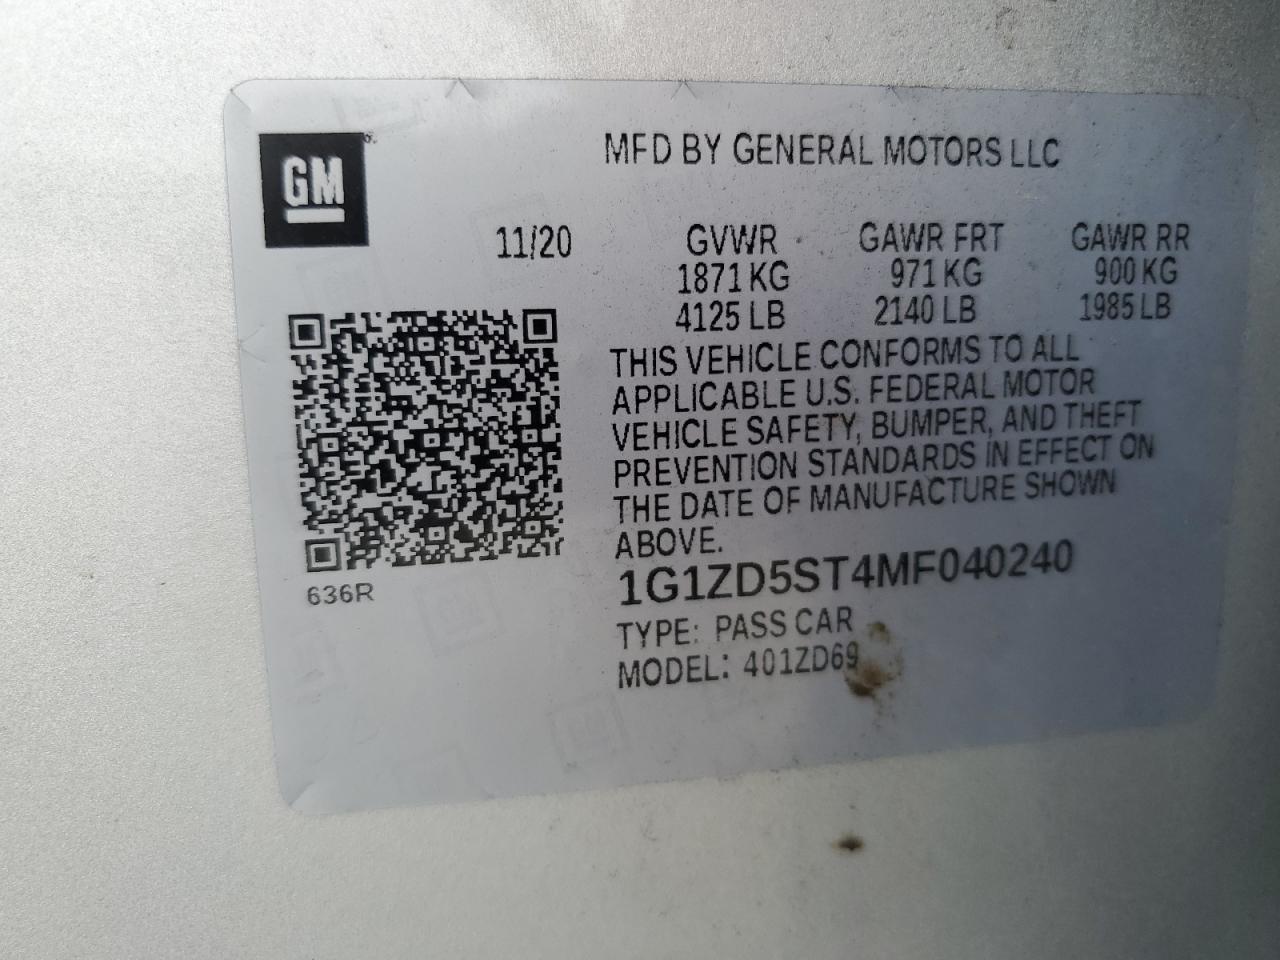 GM
MFD BY GENERAL MOTORS LLC
11/20 GVWR GAWR FRT GAWR RR
1871 KG 971 KG 900 KG
4125 LB 2140 LB 1985 LB
THIS VEHICLE CONFORMS TO ALL
APPLICABLE U.S. FEDERAL MOTOR
VEHICLE SAFETY, BUMPER, AND THEFT
PREVENTION STANDARDS IN EFFECT ON
THE DATE OF MANUFACTURE SHOWN
ABOVE.
636R
1G1ZD5ST4MF040240
TYPE: PASS CAR
MODEL: 401ZD69